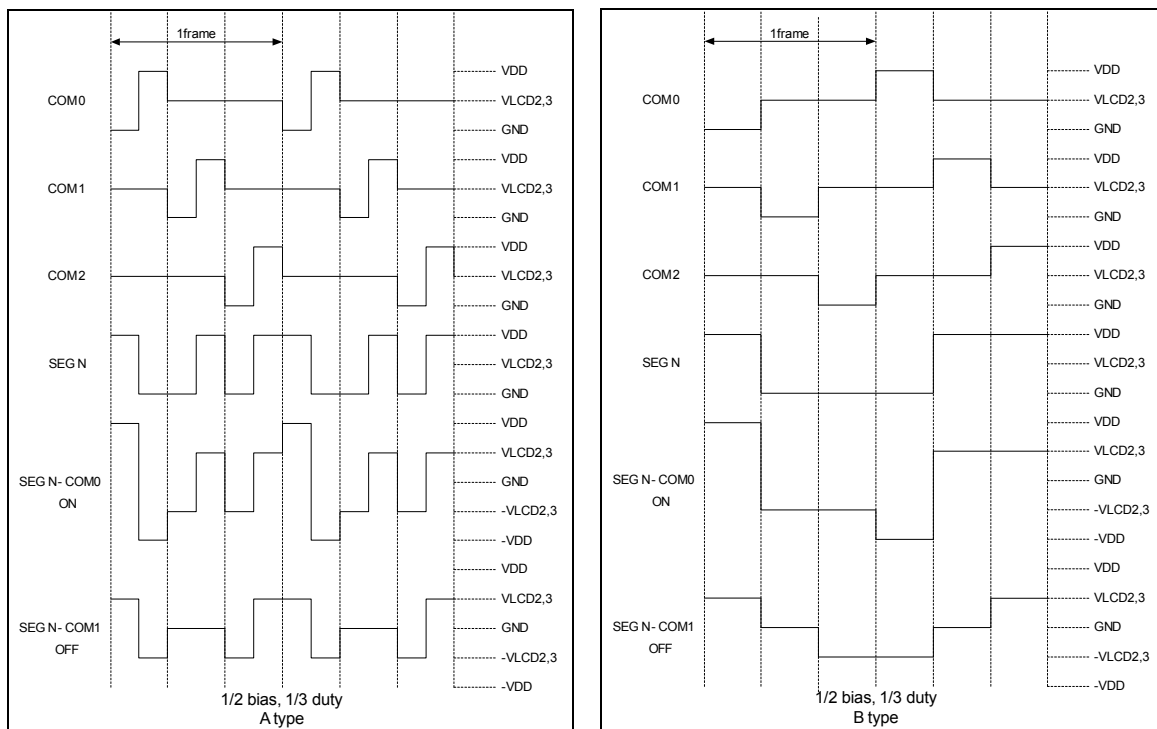 1frame
VDD
COM0
VLCD2,3
GND
VDD
COM1
VLCD2,3
GND
VDD
COM2
VLCD2,3
GND
VDD
SEG N
VLCD2,3
GND
VDD
VLCD2,3
SEG N- COM0
ON
GND
-VLCD2,3
-VDD
VDD
VLCD2,3
SEG N- COM1
OFF
GND
-VLCD2,3
-VDD
1/2 bias, 1/3 duty
A type
1frame
VDD
COM0
VLCD2,3
GND
VDD
COM1
VLCD2,3
GND
VDD
COM2
VLCD2,3
GND
VDD
SEG N
VLCD2,3
GND
VDD
VLCD2,3
SEG N- COM0
ON
GND
-VLCD2,3
-VDD
VDD
VLCD2,3
SEG N- COM1
OFF
GND
-VLCD2,3
-VDD
1/2 bias, 1/3 duty
B type